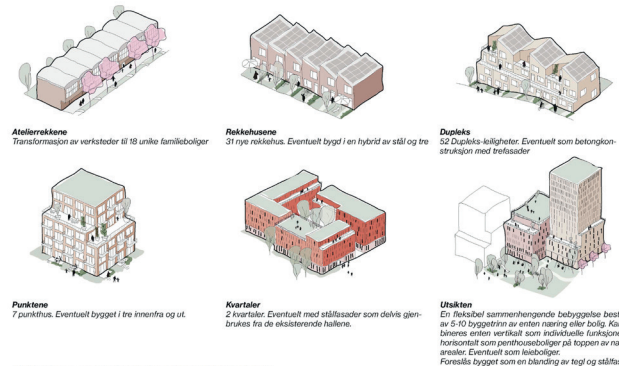 Atelierrekkene
Transformasjon av verksteder til 18 unike familieboliger
Rekkehusene
31 nye rekkehus. Eventuelt bygd i en hybrid av stål og tre
Dupleks
52 Dupleks-leiligheter. Eventuelt som betongkon-
struksjon med trefasader
Punktene
7 punkthus. Eventuelt bygget i tre innenfra og ut.
Kvartaler
2 kvartaler. Eventuelt med stålfasader som delvis gjen-
brukes fra de eksisterende hallene.
Utsikten
En fleksibel sammenhengende bebyggelse best
av 5-10 byggetrinn av enten næring eller bolig. Kan
bineres enten vertikalt som individuelle funksjone
horisontalt som penthouseboliger på toppen av næ
arealer. Eventuelt som leieboliger.
Foreslås bygget som en blanding av tegl og stålfas